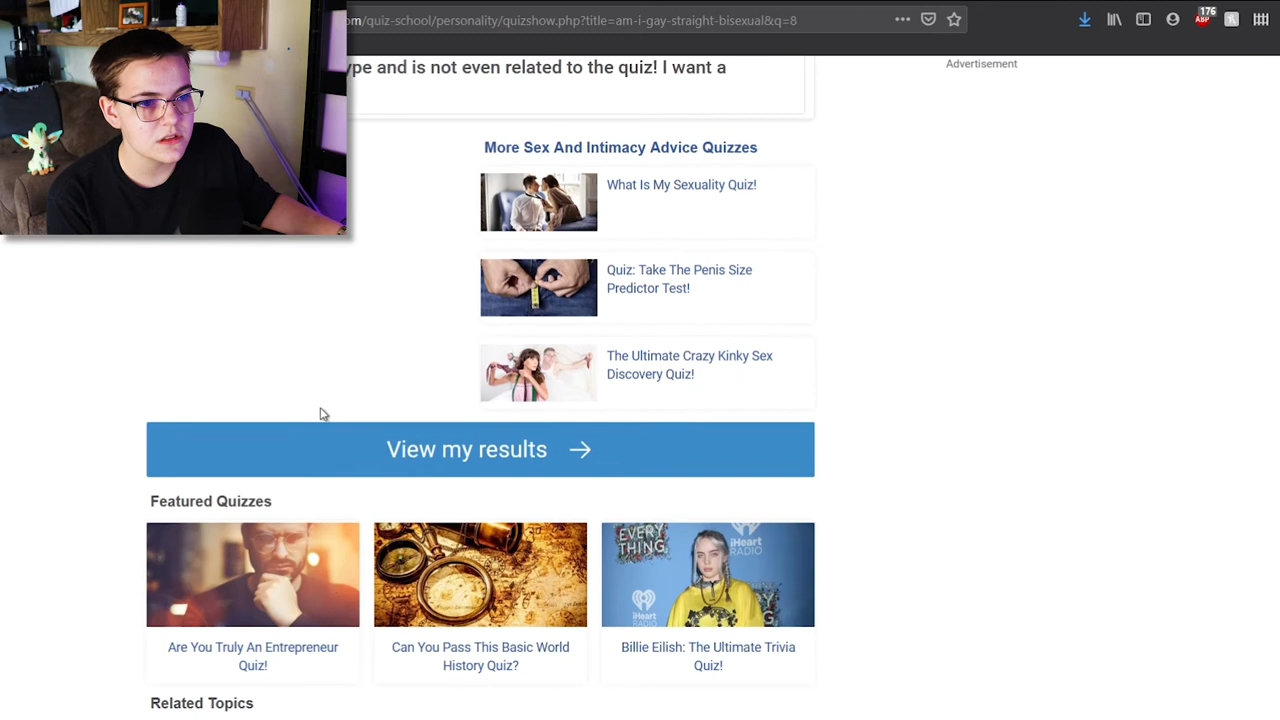 om/quiz-school/personality/quizshow.php?title=am-i-gay-straight-bisexual&q=8
176
ABP
ype and is not even related to the quiz! I want a
Advertisement
More Sex And Intimacy Advice Quizzes
What Is My Sexuality Quiz!
Quiz: Take The Penis Size
Predictor Test!
The Ultimate Crazy Kinky Sex
Discovery Quiz!
View my results →
Featured Quizzes
EVERY
THING
iHeart
RADIO
iHeart
RADIO
Are You Truly An Entrepreneur
Quiz!
Can You Pass This Basic World
History Quiz?
Billie Eilish: The Ultimate Trivia
Quiz!
Related Topics